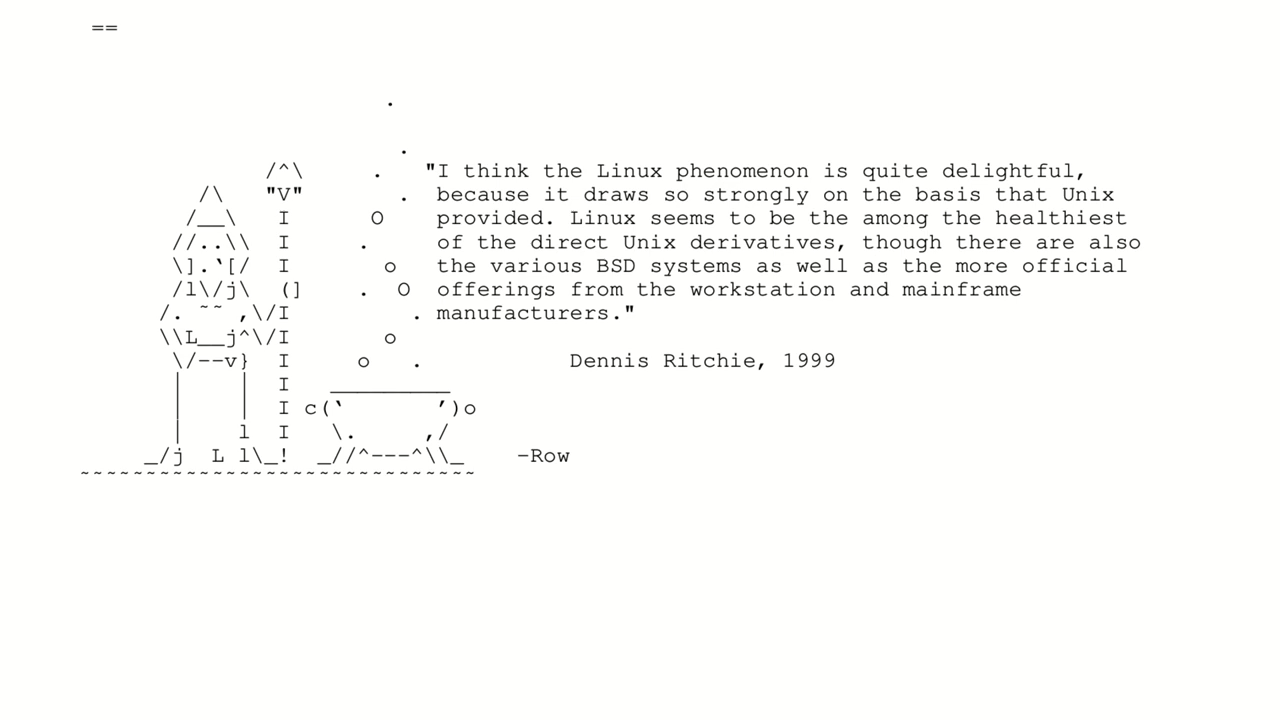 ==
"I think the Linux phenomenon is quite delightful,
because it draws so strongly on the basis that Unix
provided. Linux seems to be the among the healthiest
of the direct Unix derivatives, though there are also
the various BSD systems as well as the more official
offerings from the workstation and mainframe
manufacturers."
Dennis Ritchie, 1999
-Row